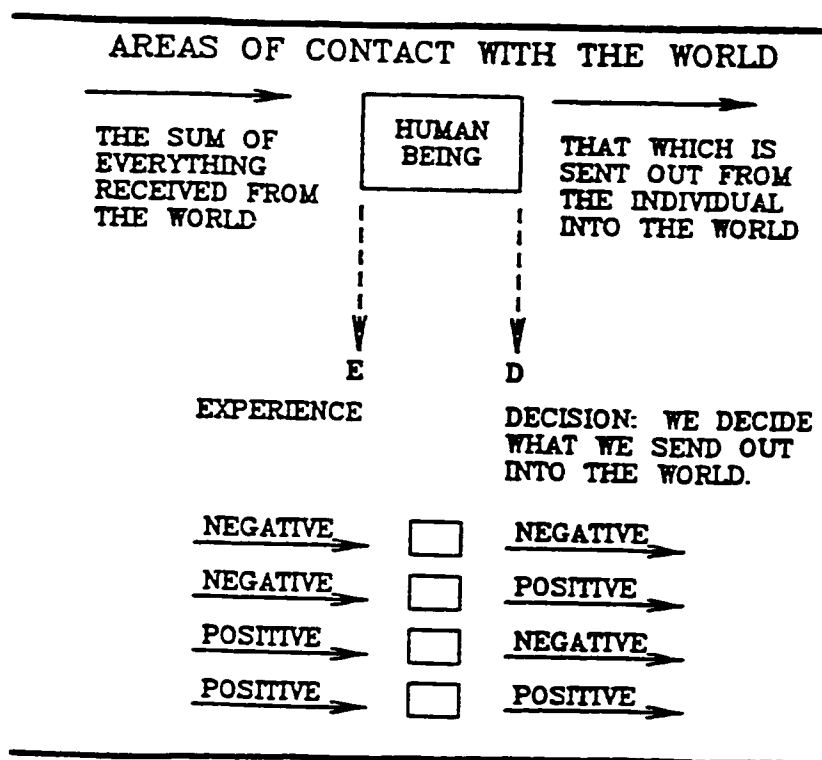 AREAS OF CONTACT WITH THE WORLD
THE SUM OF
EVERYTHING
RECEIVED FROM
THE WORLD
HUMAN
BEING
THAT WHICH IS
SENT OUT FROM
THE INDIVIDUAL
INTO THE WORLD
E
D
EXPERIENCE
DECISION: WE DECIDE
WHAT WE SEND OUT
INTO THE WORLD.
NEGATIVE
NEGATIVE
NEGATIVE
POSITIVE
POSITIVE
NEGATIVE
POSITIVE
POSITIVE